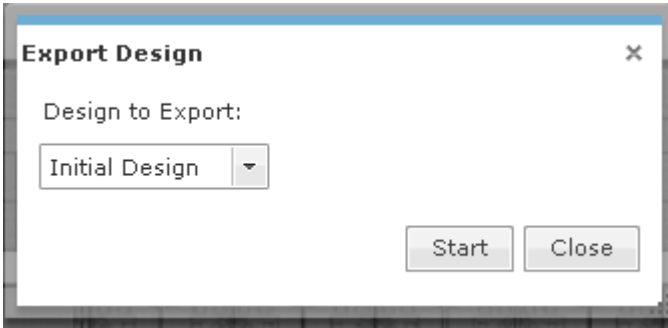 Export Design
Design to Export:
Initial Design
Start Close